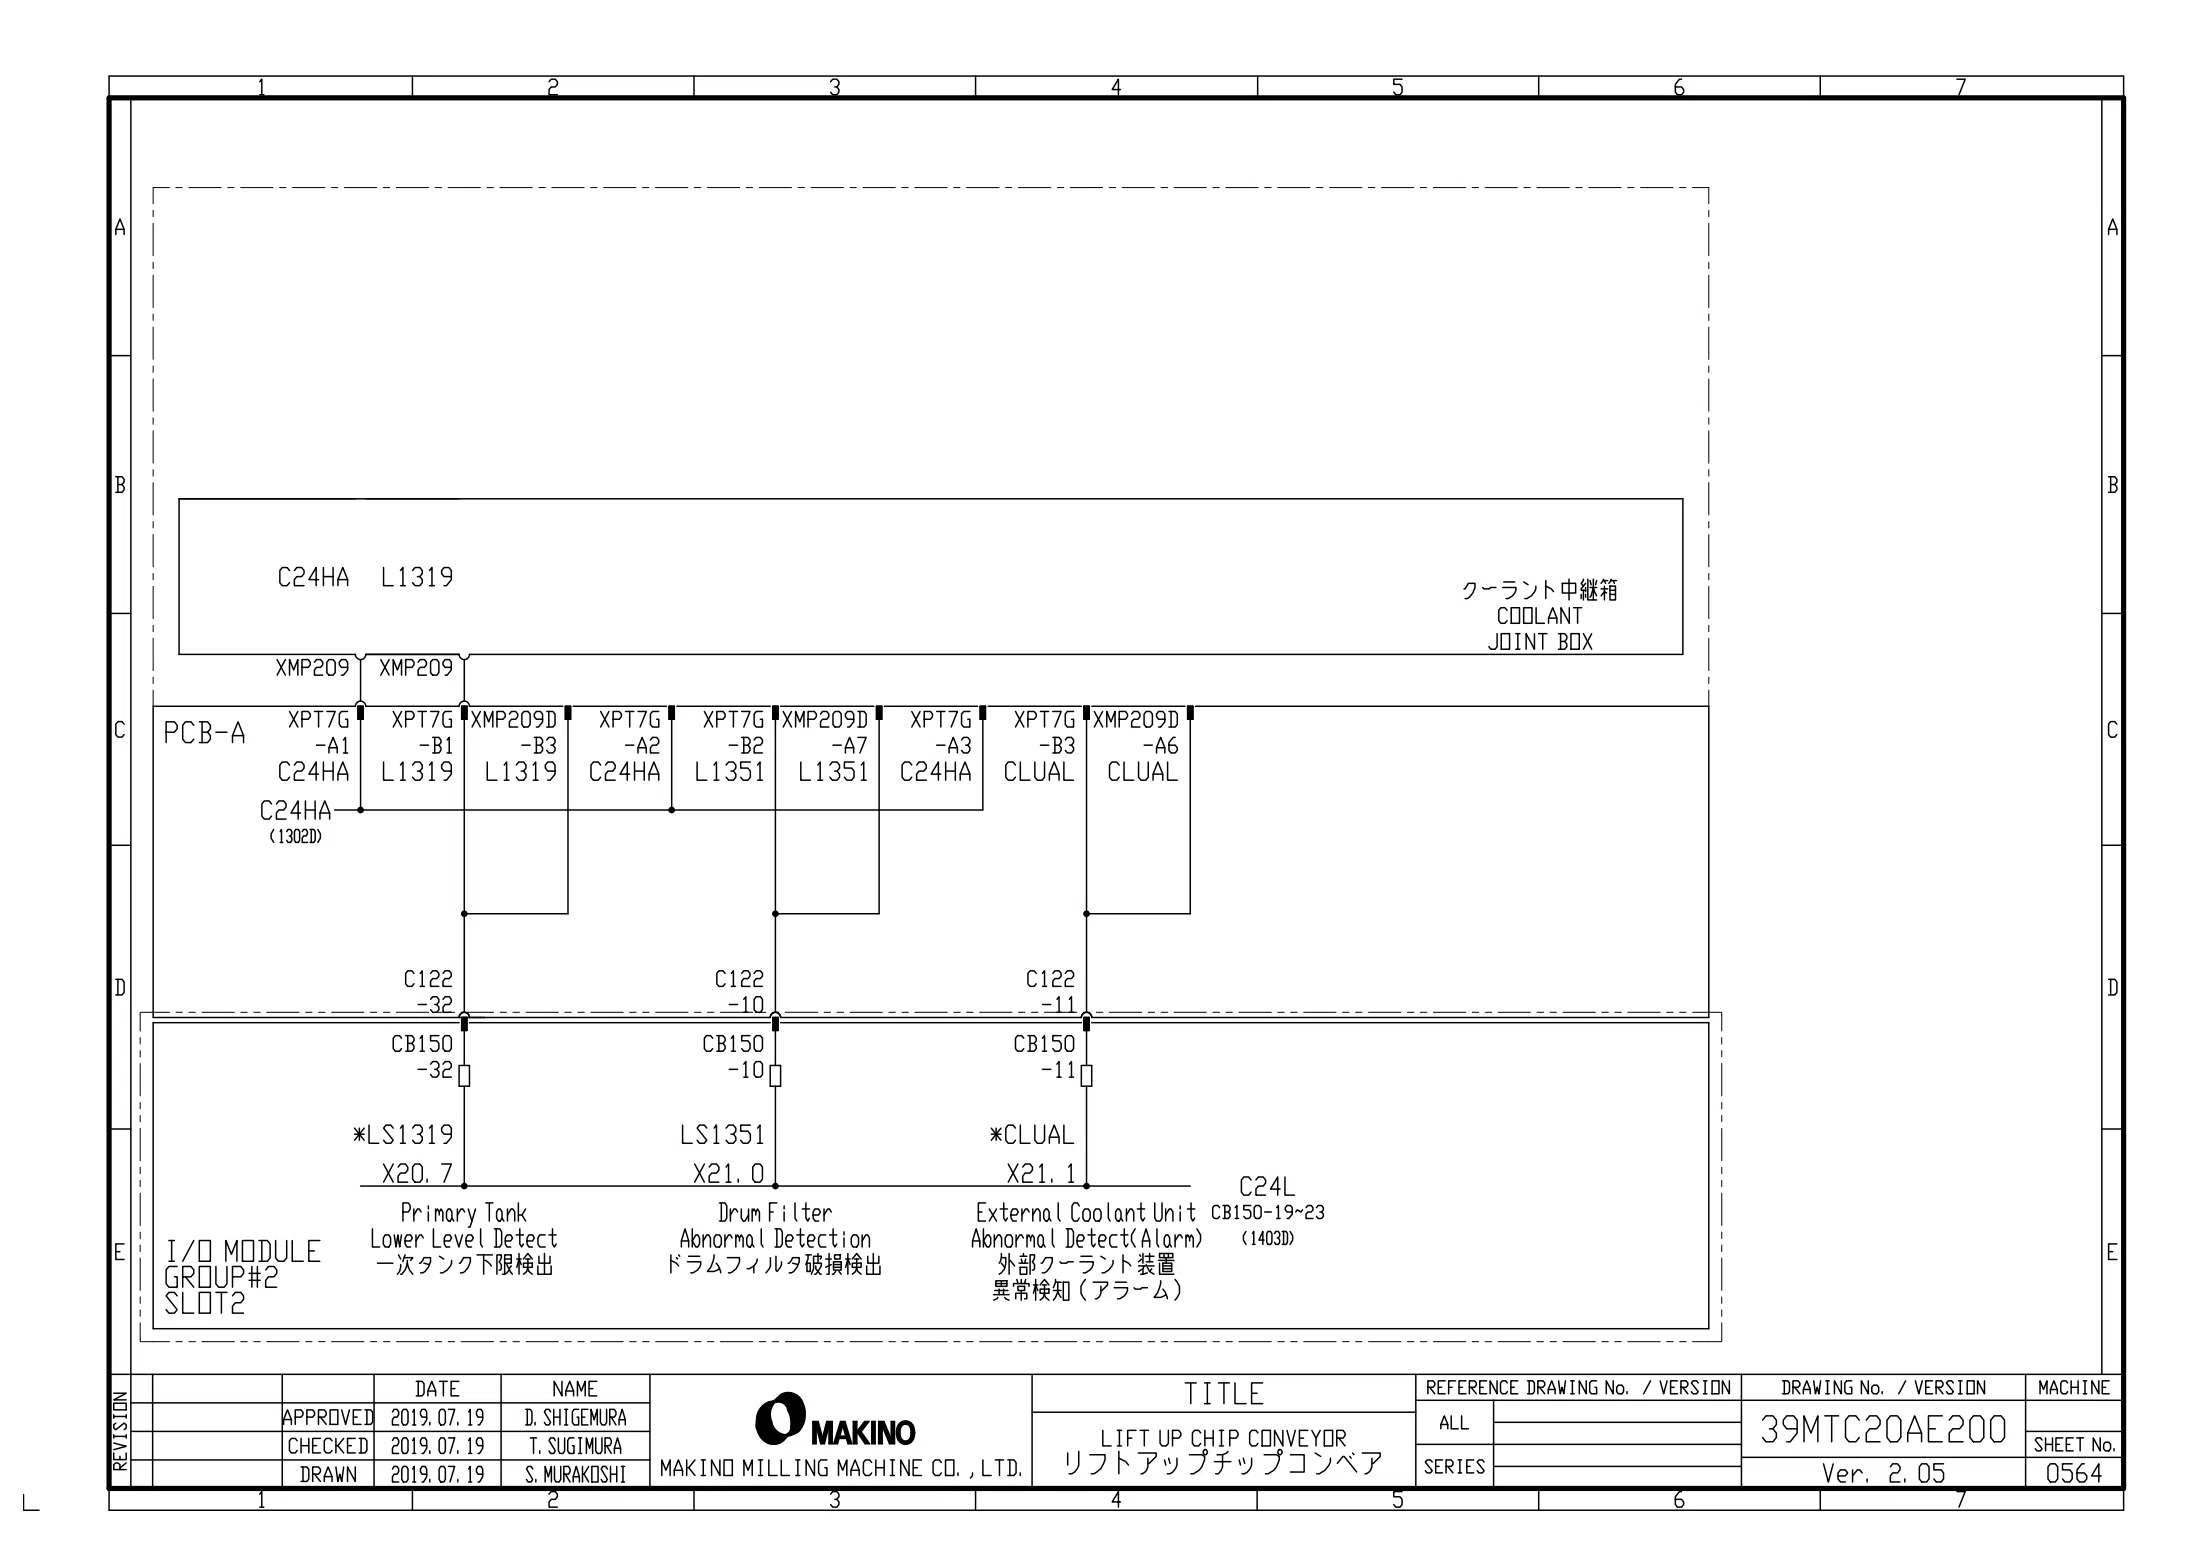 1 2 3 4 5 6 7
A A
B B
C24HA L1319
クーラント中継箱
COOLANT
JOINT BOX
XMP209 XMP209
C C
PCB-A
XPT7G XPT7G XMP209D XPT7G XPT7G XMP209D XPT7G XPT7G XMP209D
-A1 -B1 -B3 -A2 -B2 -A7 -A3 -B3 -A6
C24HA L1319 L1319 C24HA L1351 L1351 C24HA CLUAL CLUAL
C24HA
(1302D)
D D
C122 C122 C122
-32 -10 -11
CB150 CB150 CB150
-32 -10 -11
*LS1319 LS1351 *CLUAL
X20.7 X21.0 X21.1
C24L
CB150-19~23
(1403D)
Primary Tank
Lower Level Detect
一次タンク下限検出
Drum Filter
Abnormal Detection
ドラムフィルタ破損検出
External Coolant Unit
Abnormal Detect(Alarm)
外部クーラント装置
異常検知(アラーム)
E E
I/O MODULE
GROUP#2
SLOT2
REVISION
DATE NAME
APPROVED 2019.07.19 D. SHIGEMURA
CHECKED 2019.07.19 T. SUGIMURA
DRAWN 2019.07.19 S. MURAKOSHI
MAKINO
MAKINO MILLING MACHINE CO.,LTD.
TITLE
LIFT UP CHIP CONVEYOR
リフトアップチップコンベア
REFERENCE DRAWING No. / VERSION
ALL
SERIES
DRAWING No. / VERSION
39MTC20AE200
Ver. 2.05
MACHINE
SHEET No.
0564
1 2 3 4 5 6 7